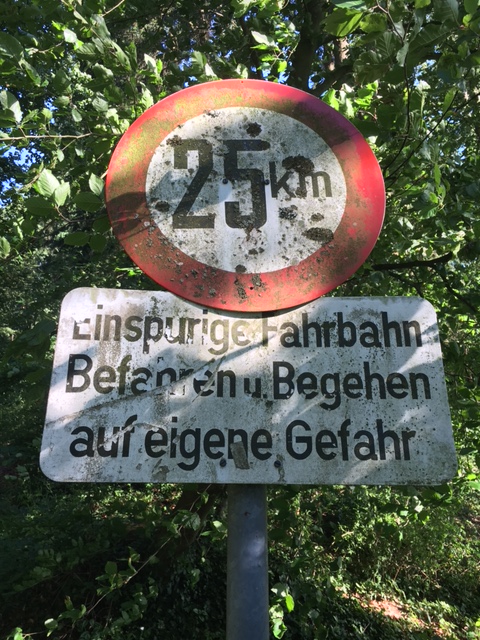 25km
Einspurige Fahrbahn
Befahren u. Begehen
auf eigene Gefahr